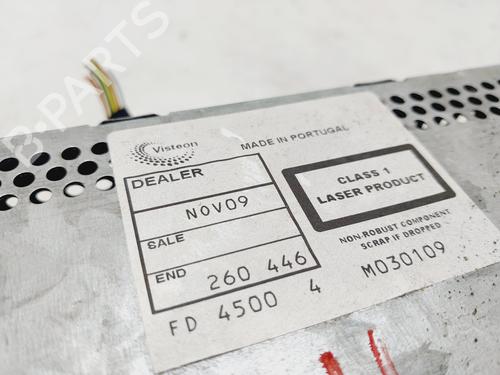 Visteon
MADE IN PORTUGAL
DEALER
NOV09
SALE
END
260 446
FD 4500 4
CLASS 1
LASER PRODUCT
NON-ROBUST COMPONENT
SCRAP IF DROPPED
M030109
B-PARTS